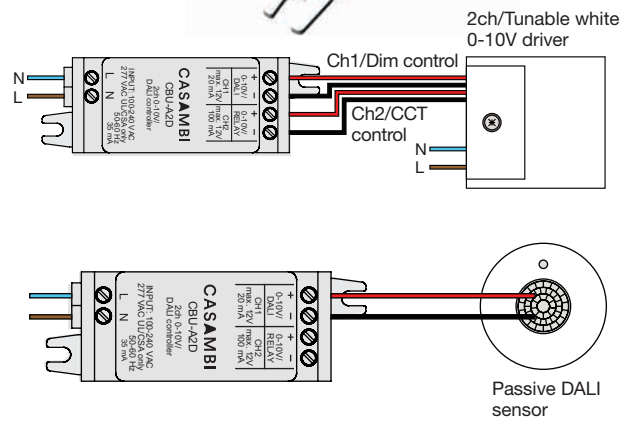 2ch/Tunable white
0-10V driver
Ch1/Dim control
N
L
L
N
INPUT: 100-240 VAC
277 VAC UL/CSA only
50-60 Hz
35 mA
CASAMBI
CBU-A2D
2ch 0-10V/
DALI controller
0-10V/
DALI
CH1
max. 12V
20 mA
0-10V/
RELAY
CH2
max. 12V
100 mA
+
–
+
–
Ch2/CCT
control
N
L
L
N
INPUT: 100-240 VAC
277 VAC UL/CSA only
50-60 Hz
35 mA
CASAMBI
CBU-A2D
2ch 0-10V/
DALI controller
0-10V/
DALI
CH1
max. 12V
20 mA
0-10V/
RELAY
CH2
max. 12V
100 mA
+
–
+
–
Passive DALI
sensor